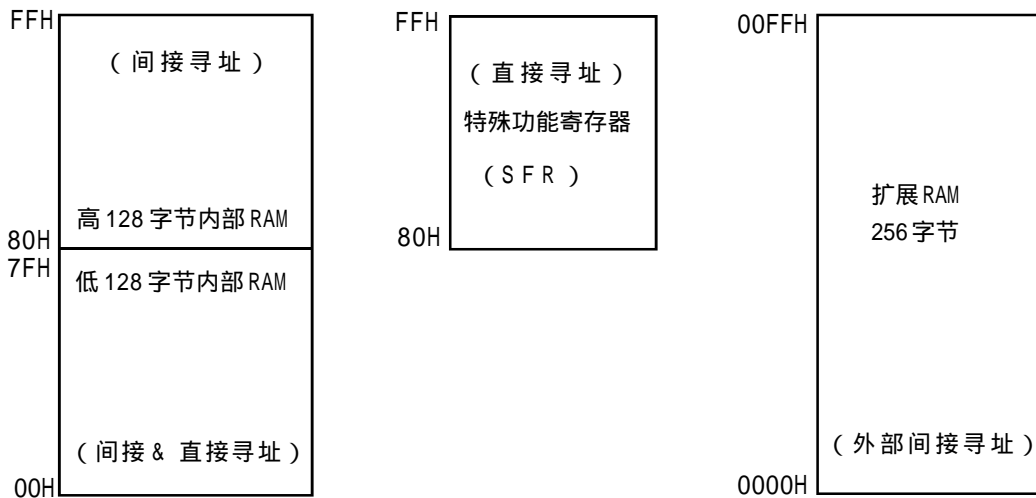 FFH
(间接寻址)
高128字节内部RAM
80H
7FH
低128字节内部RAM
(间接& 直接寻址)
00H
FFH
(直接寻址)
特殊功能寄存器
(SFR)
80H
00FFH
扩展RAM
256字节
(外部间接寻址)
0000H